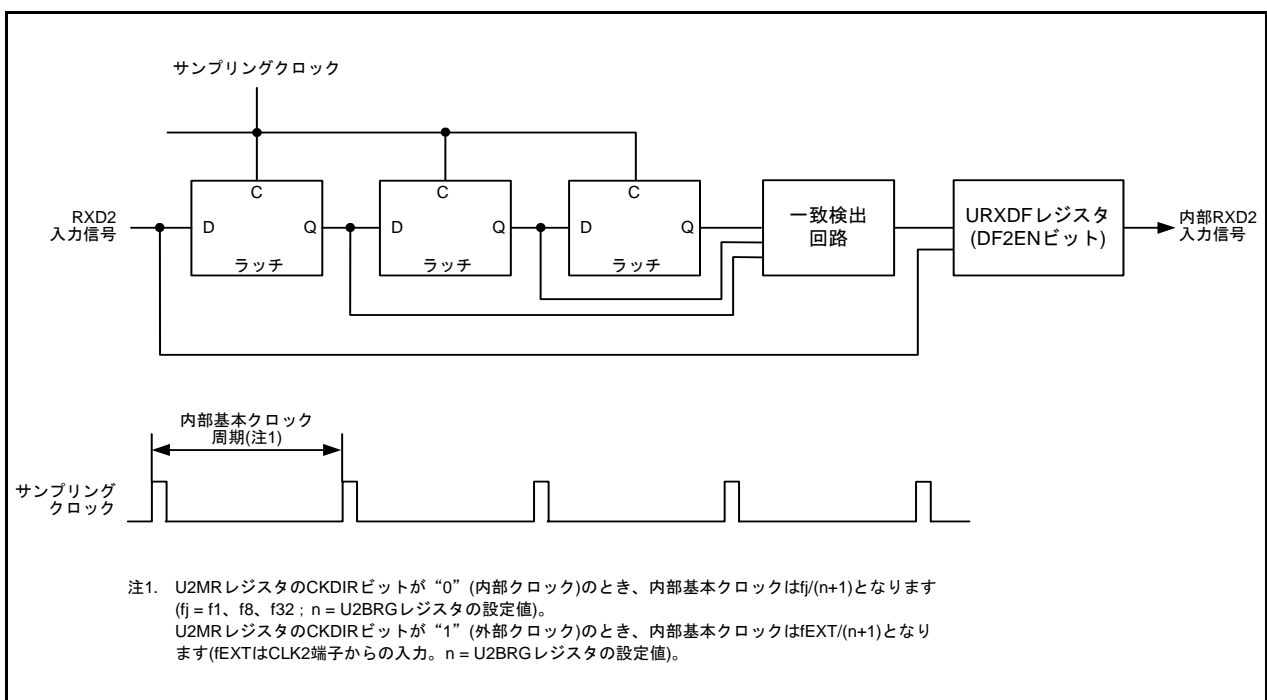 サンプリングクロック
C
C
C
RXD2
入力信号
D
Q
D
Q
D
Q
ラッチ
ラッチ
ラッチ
一致検出
回路
URXDFレジスタ
(DF2ENビット)
内部RXD2
入力信号
内部基本クロック
周期(注1)
サンプリング
クロック
注1. U2MRレジスタのCKDIRビットが“0”(内部クロック)のとき、内部基本クロックはfj/(n+1)となります
(fj = f1、f8、f32 ; n = U2BRGレジスタの設定値)。
U2MRレジスタのCKDIRビットが“1”(外部クロック)のとき、内部基本クロックはfEXT/(n+1)となり
ます(fEXTはCLK2端子からの入力。n = U2BRGレジスタの設定値)。